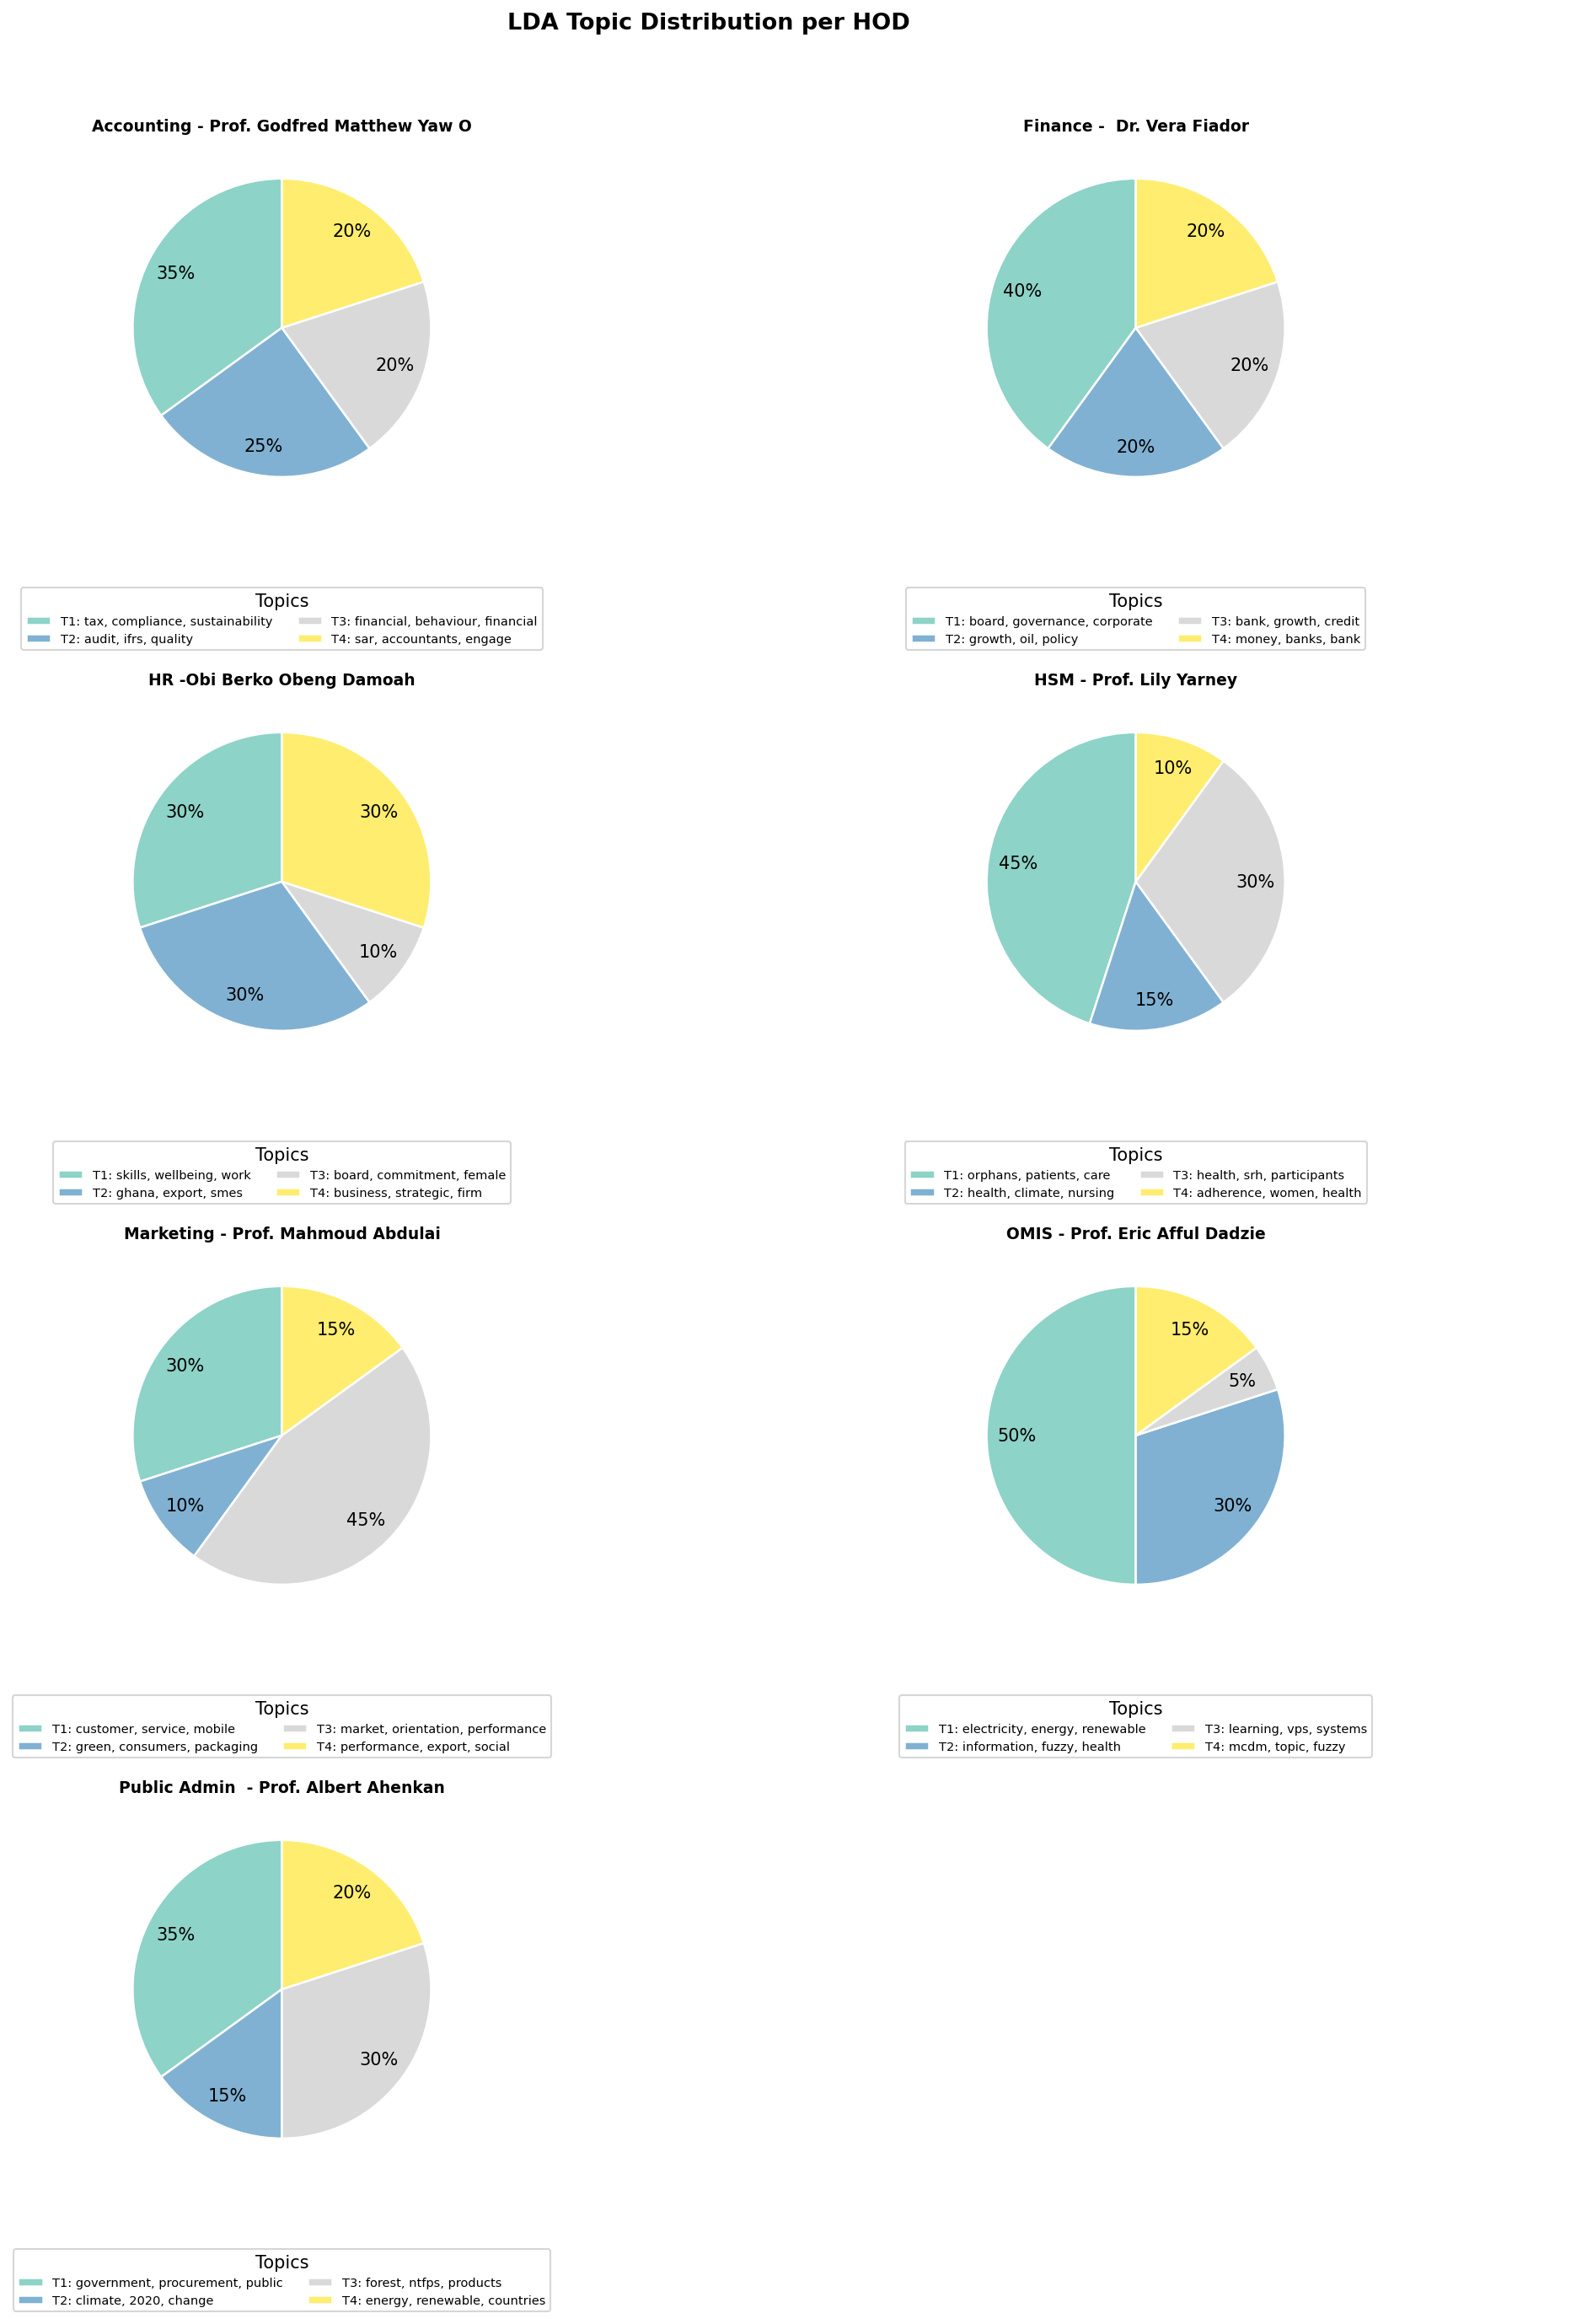 LDA Topic Distribution per HOD
Accounting - Prof. Godfred Matthew Yaw O
20%
35%
20%
25%
Topics
T1: tax, compliance, sustainability
T2: audit, ifrs, quality
T3: financial, behaviour, financial
T4: sar, accountants, engage
Finance -  Dr. Vera Fiador
20%
40%
20%
20%
Topics
T1: board, governance, corporate
T2: growth, oil, policy
T3: bank, growth, credit
T4: money, banks, bank
HR -Obi Berko Obeng Damoah
30%
30%
10%
30%
Topics
T1: skills, wellbeing, work
T2: ghana, export, smes
T3: board, commitment, female
T4: business, strategic, firm
HSM - Prof. Lily Yarney
10%
45%
30%
15%
Topics
T1: orphans, patients, care
T2: health, climate, nursing
T3: health, srh, participants
T4: adherence, women, health
Marketing - Prof. Mahmoud Abdulai
15%
30%
10%
45%
Topics
T1: customer, service, mobile
T2: green, consumers, packaging
T3: market, orientation, performance
T4: performance, export, social
OMIS - Prof. Eric Afful Dadzie
15%
5%
50%
30%
Topics
T1: electricity, energy, renewable
T2: information, fuzzy, health
T3: learning, vps, systems
T4: mcdm, topic, fuzzy
Public Admin  - Prof. Albert Ahenkan
20%
35%
30%
15%
Topics
T1: government, procurement, public
T2: climate, 2020, change
T3: forest, ntfps, products
T4: energy, renewable, countries